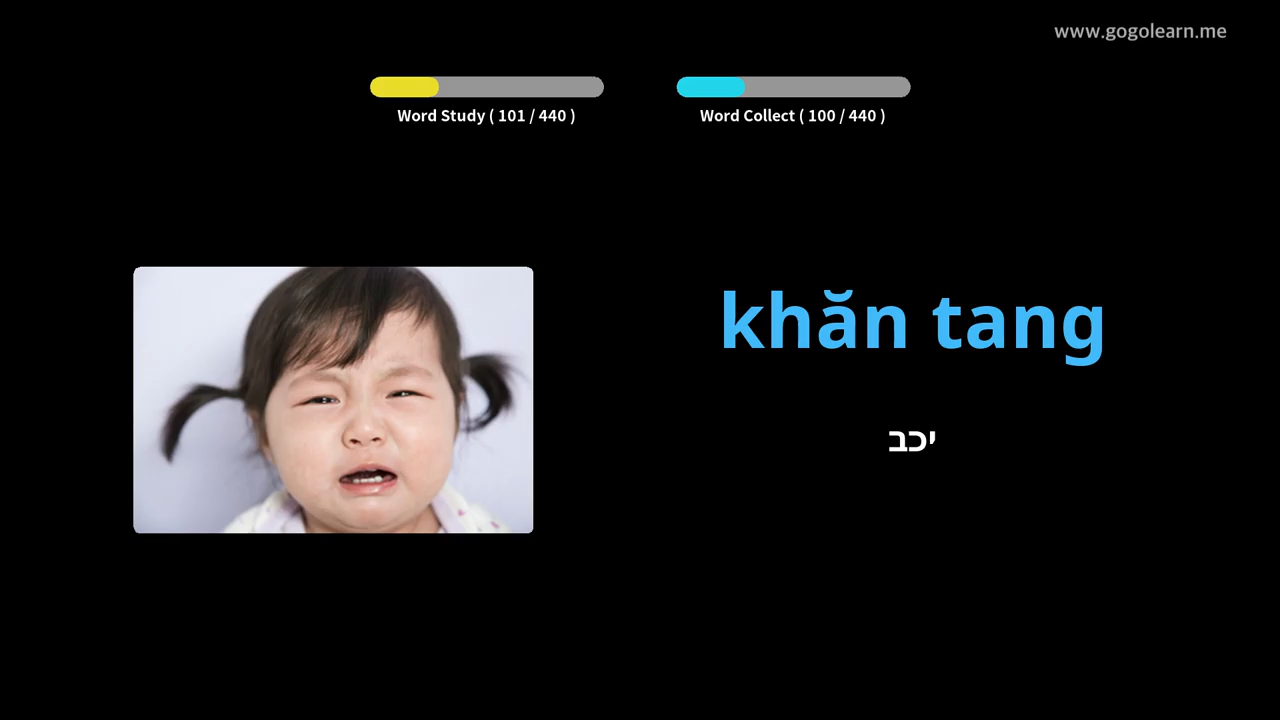 www.gogolearn.me
Word Study ( 101 / 440 )
Word Collect ( 100 / 440 )
khăn tang
יכב